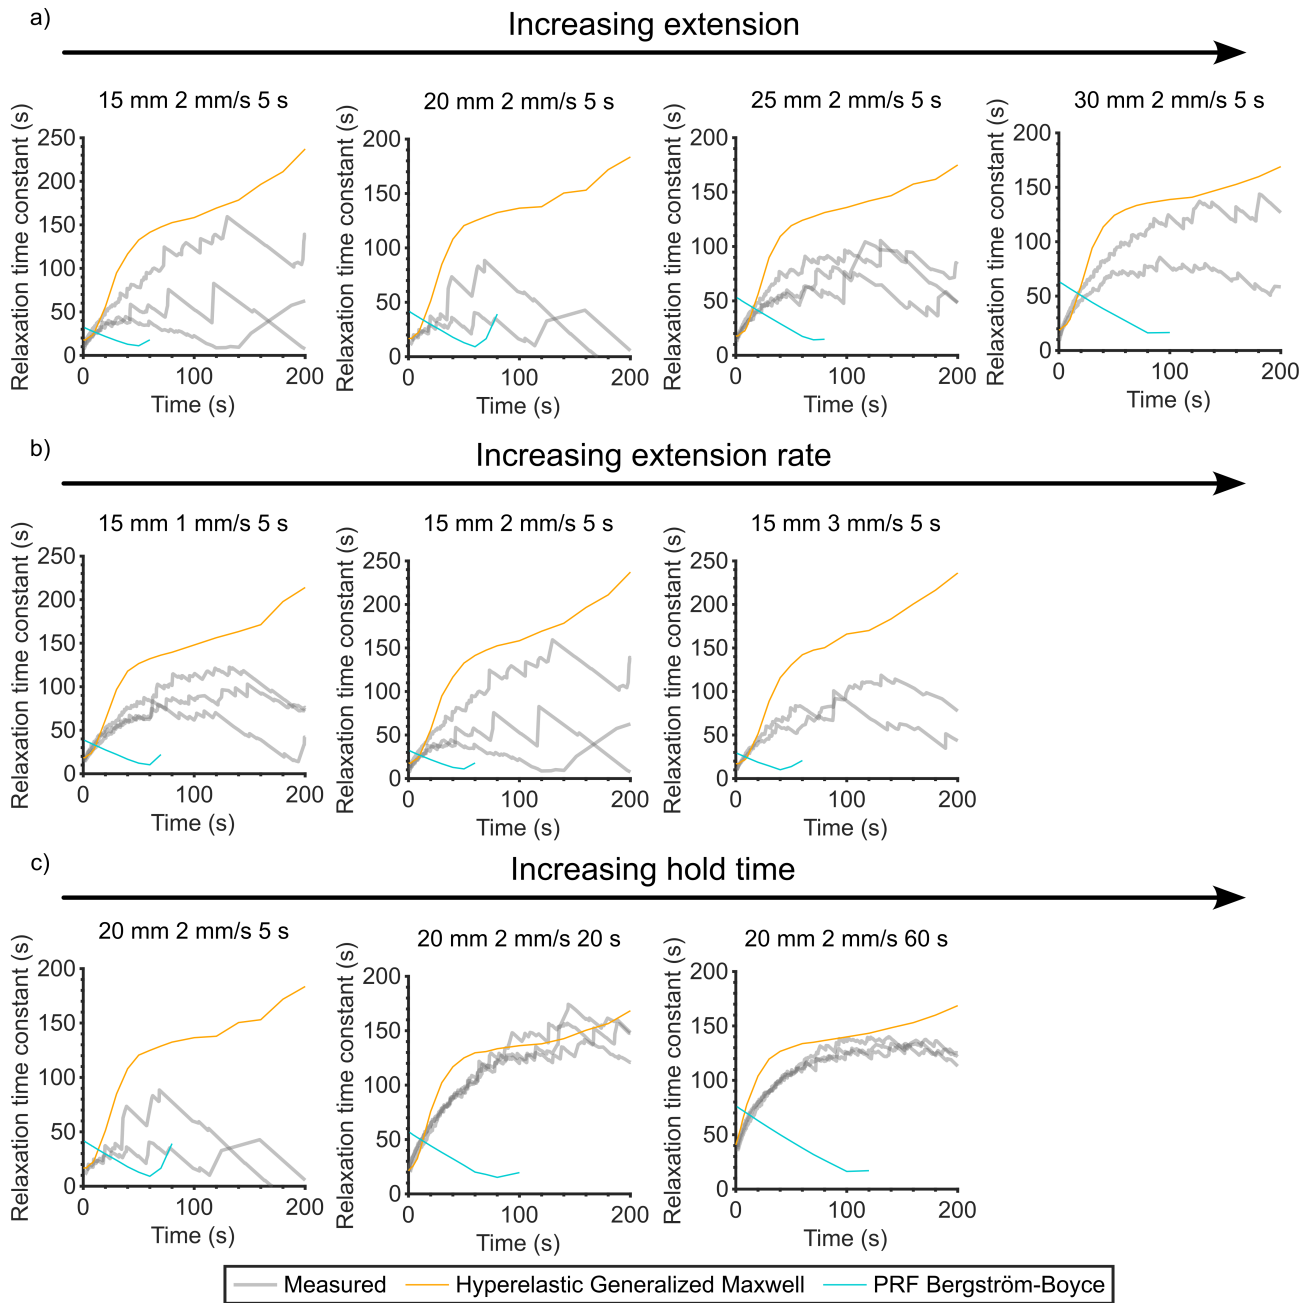 a)
Increasing extension
15 mm 2 mm/s 5 s
20 mm 2 mm/s 5 s
25 mm 2 mm/s 5 s
30 mm 2 mm/s 5 s
Relaxation time constant (s)
250
200
150
100
50
0
0 100 200
Time (s)
Relaxation time constant (s)
200
150
100
50
0
0 100 200
Time (s)
Relaxation time constant (s)
200
150
100
50
0
0 100 200
Time (s)
Relaxation time constant (s)
200
150
100
50
0
0 100 200
Time (s)
b)
Increasing extension rate
15 mm 1 mm/s 5 s
15 mm 2 mm/s 5 s
15 mm 3 mm/s 5 s
Relaxation time constant (s)
250
200
150
100
50
0
0 100 200
Time (s)
Relaxation time constant (s)
250
200
150
100
50
0
0 100 200
Time (s)
Relaxation time constant (s)
250
200
150
100
50
0
0 100 200
Time (s)
c)
Increasing hold time
20 mm 2 mm/s 5 s
20 mm 2 mm/s 20 s
20 mm 2 mm/s 60 s
Relaxation time constant (s)
200
150
100
50
0
0 100 200
Time (s)
Relaxation time constant (s)
200
150
100
50
0
0 100 200
Time (s)
Relaxation time constant (s)
200
150
100
50
0
0 100 200
Time (s)
Measured Hyperelastic Generalized Maxwell PRF Bergström-Boyce